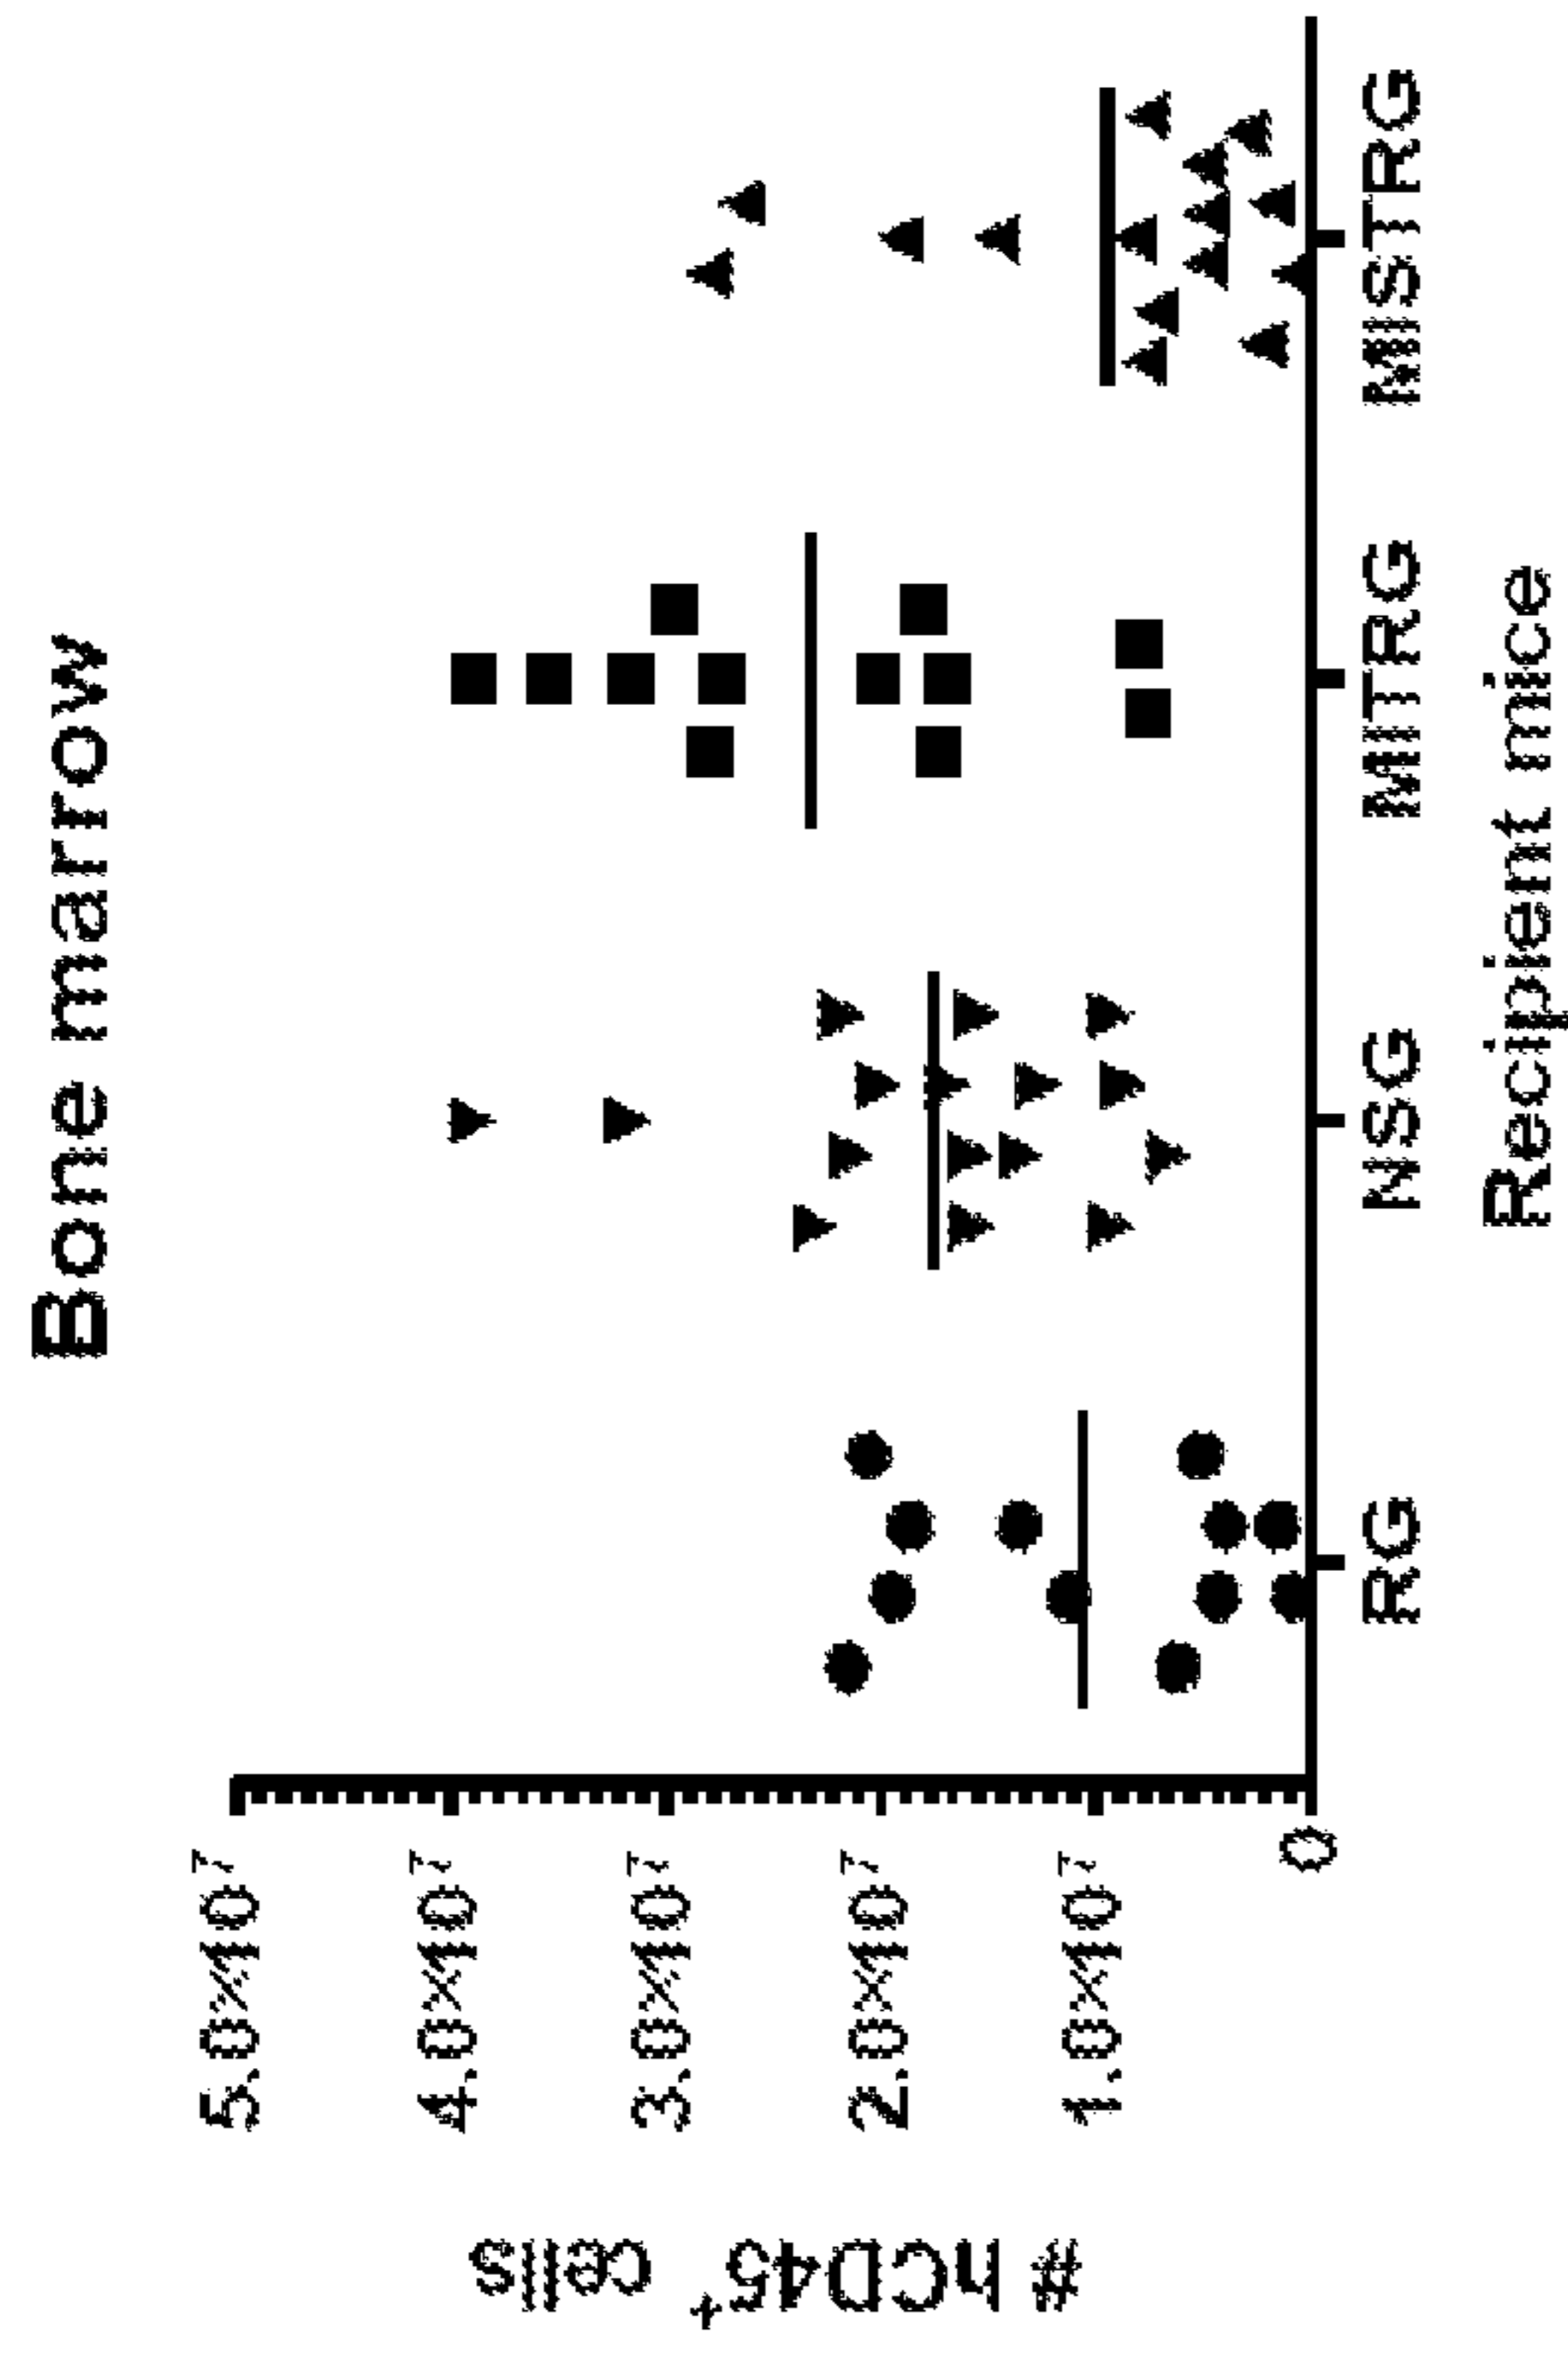 Bone marrow
# hCD45⁺ cells
5.0×10⁷
4.0×10⁷
3.0×10⁷
2.0×10⁷
1.0×10⁷
0
RG NSG MITRG MISTRG
Recipient mice